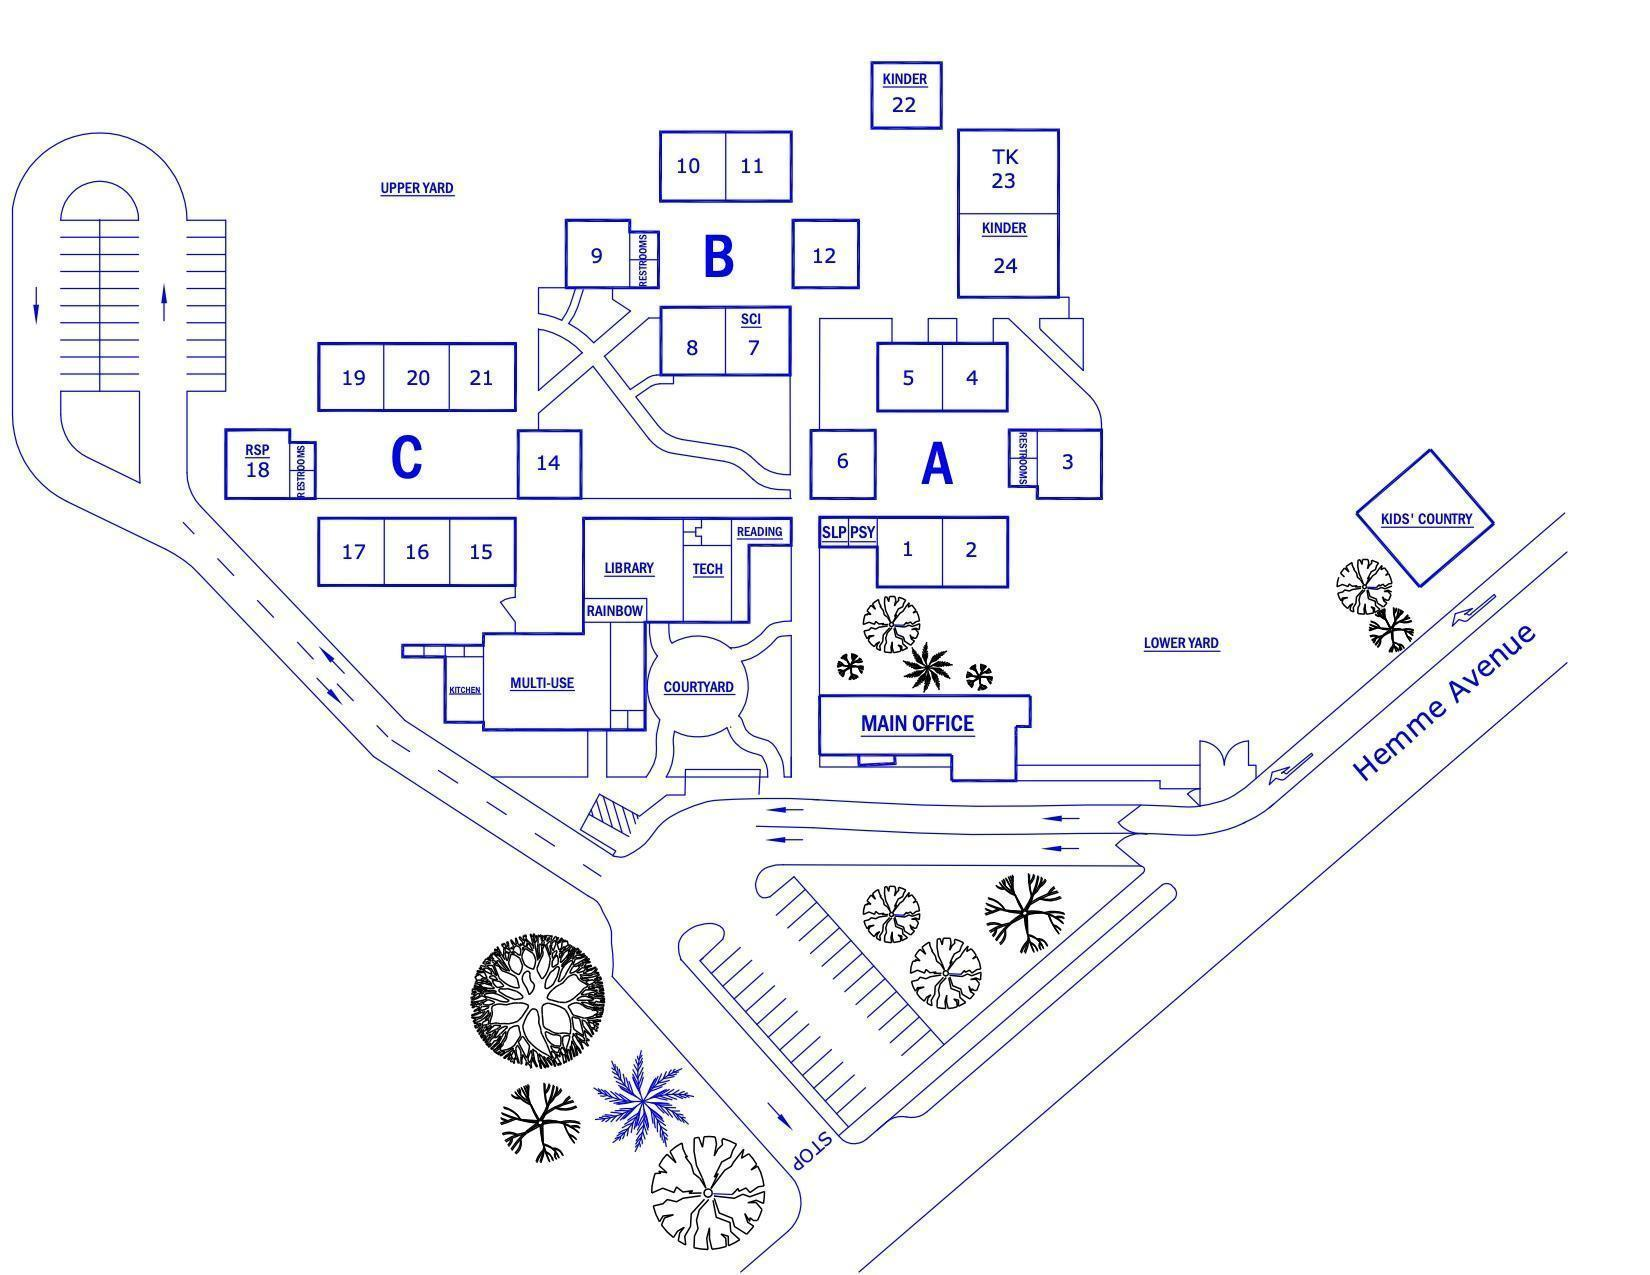 KINDER
22
TK
23
KINDER
24
10
11
UPPER YARD
9
RESTROOMS
B
12
8
SCI
7
19
20
21
5
4
RSP
18
RESTROOMS
C
14
6
A
RESTROOMS
3
17
16
15
LIBRARY
TECH
READING
RAINBOW
SLP
PSY
1
2
KIDS' COUNTRY
LOWER YARD
KITCHEN
MULTI-USE
COURTYARD
MAIN OFFICE
Hemme Avenue
STOP